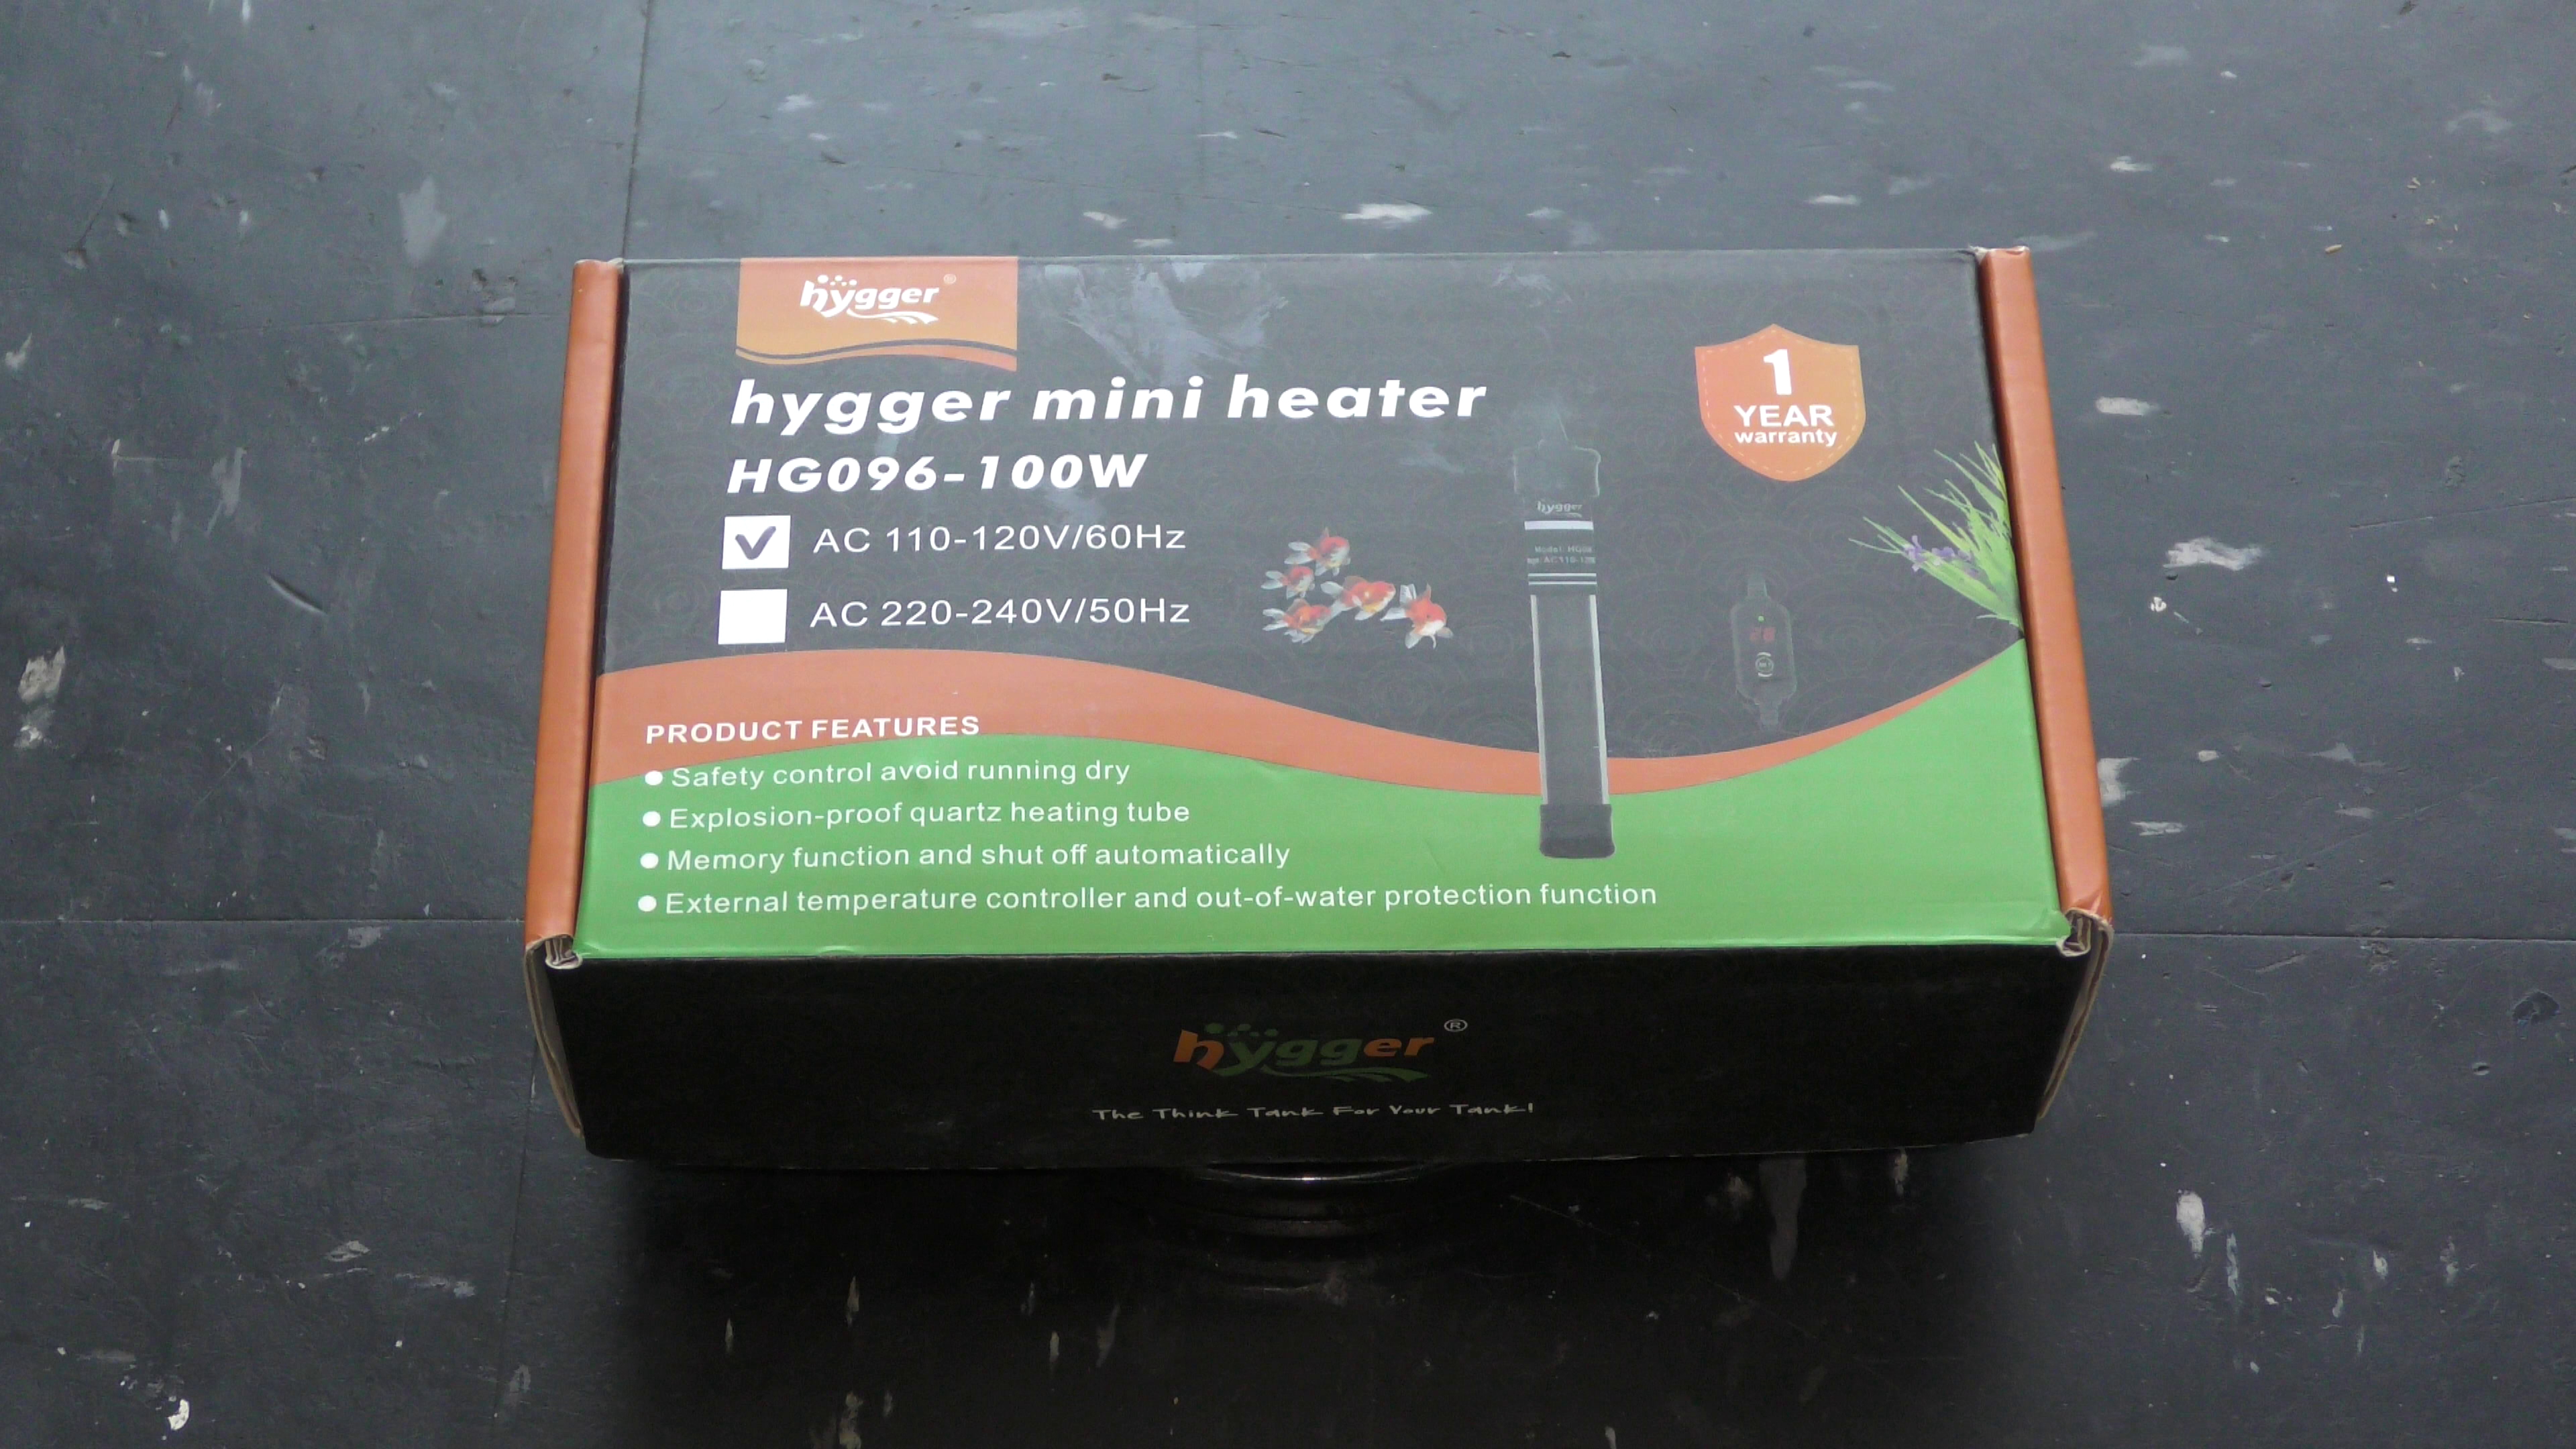 hygger®
hygger mini heater
HG096-100W
AC 110-120V/60Hz
AC 220-240V/50Hz
1
YEAR
warranty
hygger
28
PRODUCT FEATURES
● Safety control avoid running dry
● Explosion-proof quartz heating tube
● Memory function and shut off automatically
● External temperature controller and out-of-water protection function
hygger®
The Think Tank For Your Tank!